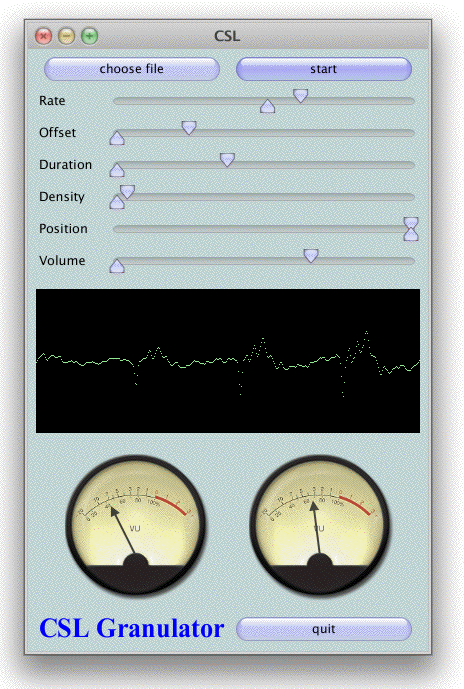 CSL
choose file
start
Rate
Offset
Duration
Density
Position
Volume
VU
VU
CSL Granulator
quit